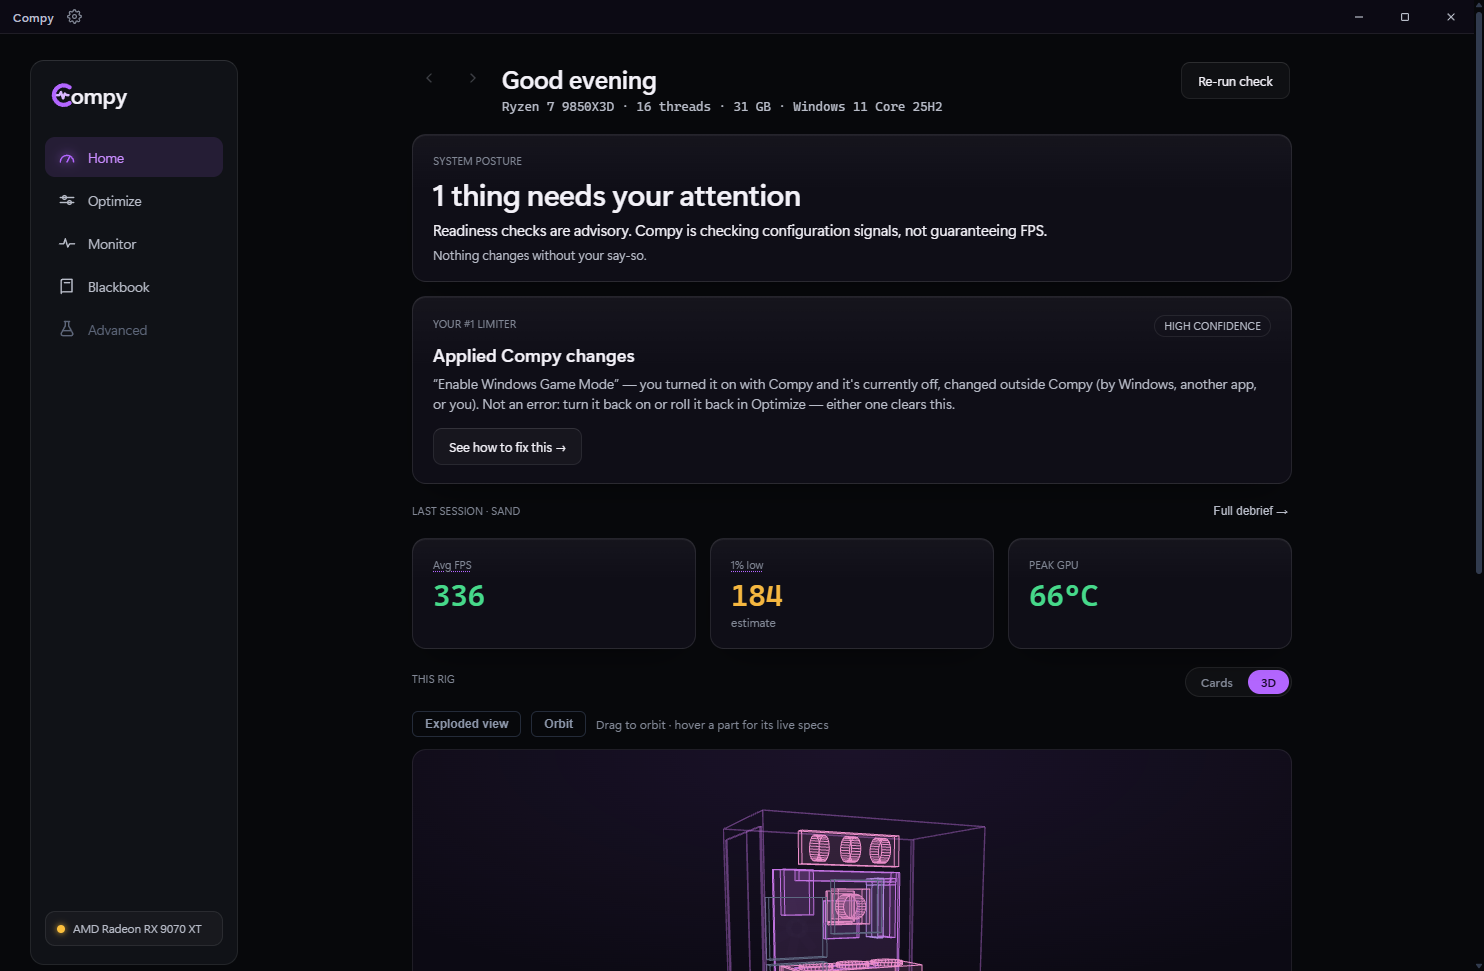 Compy
Compy
Home
Optimize
Monitor
Blackbook
Advanced
AMD Radeon RX 9070 XT
Good evening
Ryzen 7 9850X3D · 16 threads · 31 GB · Windows 11 Core 25H2
Re-run check
SYSTEM POSTURE
1 thing needs your attention
Readiness checks are advisory. Compy is checking configuration signals, not guaranteeing FPS.
Nothing changes without your say-so.
YOUR #1 LIMITER
HIGH CONFIDENCE
Applied Compy changes
“Enable Windows Game Mode” — you turned it on with Compy and it's currently off, changed outside Compy (by Windows, another app,
or you). Not an error: turn it back on or roll it back in Optimize — either one clears this.
See how to fix this →
LAST SESSION · SAND
Full debrief →
Avg FPS
336
1% low
184
estimate
PEAK GPU
66°C
THIS RIG
Cards
3D
Exploded view
Orbit
Drag to orbit · hover a part for its live specs